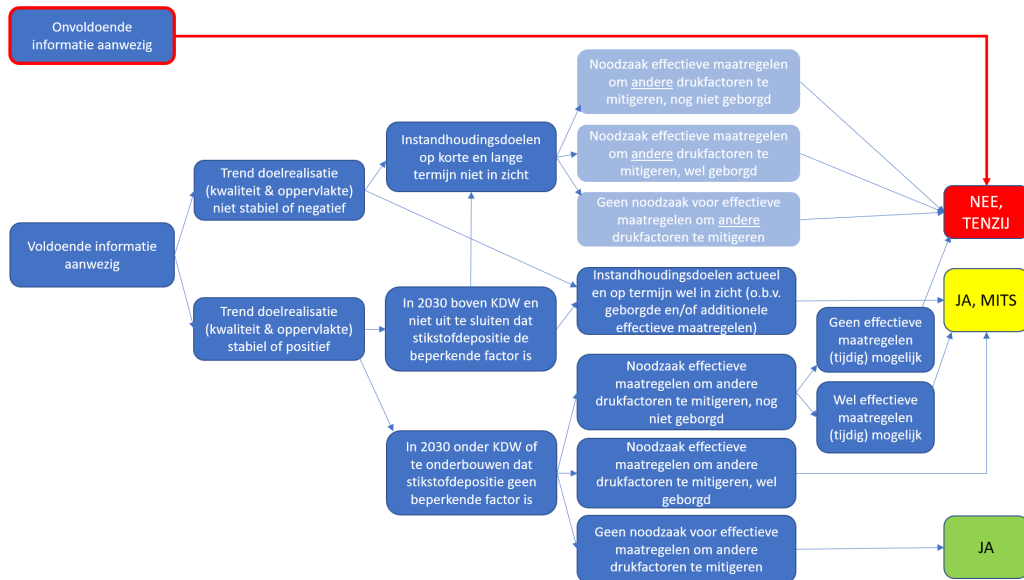 Onvoldoende
informatie aanwezig
Noodzaak effectieve maatregelen
om andere drukfactoren te
mitigeren, nog niet geborgd
Instandhoudingsdoelen
op korte en lange
termijn niet in zicht
Noodzaak effectieve maatregelen
om andere drukfactoren te
mitigeren, wel geborgd
Trend doelrealisatie
(kwaliteit & oppervlakte)
niet stabiel of negatief
Geen noodzaak voor effectieve
maatregelen om andere
drukfactoren te mitigeren
NEE,
TENZIJ
Voldoende informatie
aanwezig
Instandhoudingsdoelen actueel
en op termijn wel in zicht (o.b.v.
geborgde en/of additionele
effectieve maatregelen)
JA, MITS
Trend doelrealisatie
(kwaliteit & oppervlakte)
stabiel of positief
In 2030 boven KDW en
niet uit te sluiten dat
stikstofdepositie de
beperkende factor is
Geen effectieve
maatregelen
(tijdig) mogelijk
Noodzaak effectieve
maatregelen om andere
drukfactoren te mitigeren, nog
niet geborgd
Wel effectieve
maatregelen
(tijdig) mogelijk
In 2030 onder KDW of
te onderbouwen dat
stikstofdepositie geen
beperkende factor is
Noodzaak effectieve
maatregelen om andere
drukfactoren te mitigeren, wel
geborgd
Geen noodzaak voor effectieve
maatregelen om andere
drukfactoren te mitigeren
JA